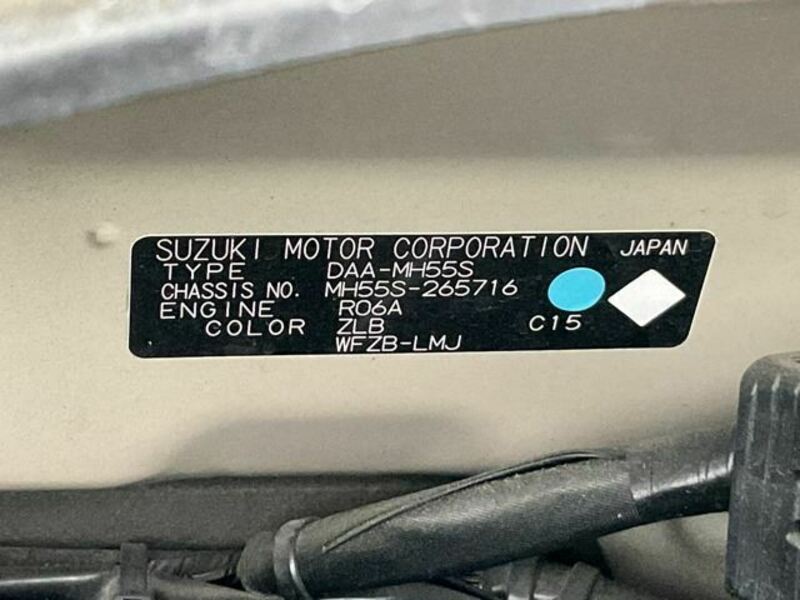 SUZUKI MOTOR CORPORATION JAPAN
TYPE DAA-MH55S
CHASSIS NO. MH55S-265716
ENGINE R06A
COLOR ZLB C15
WFZB-LMJ